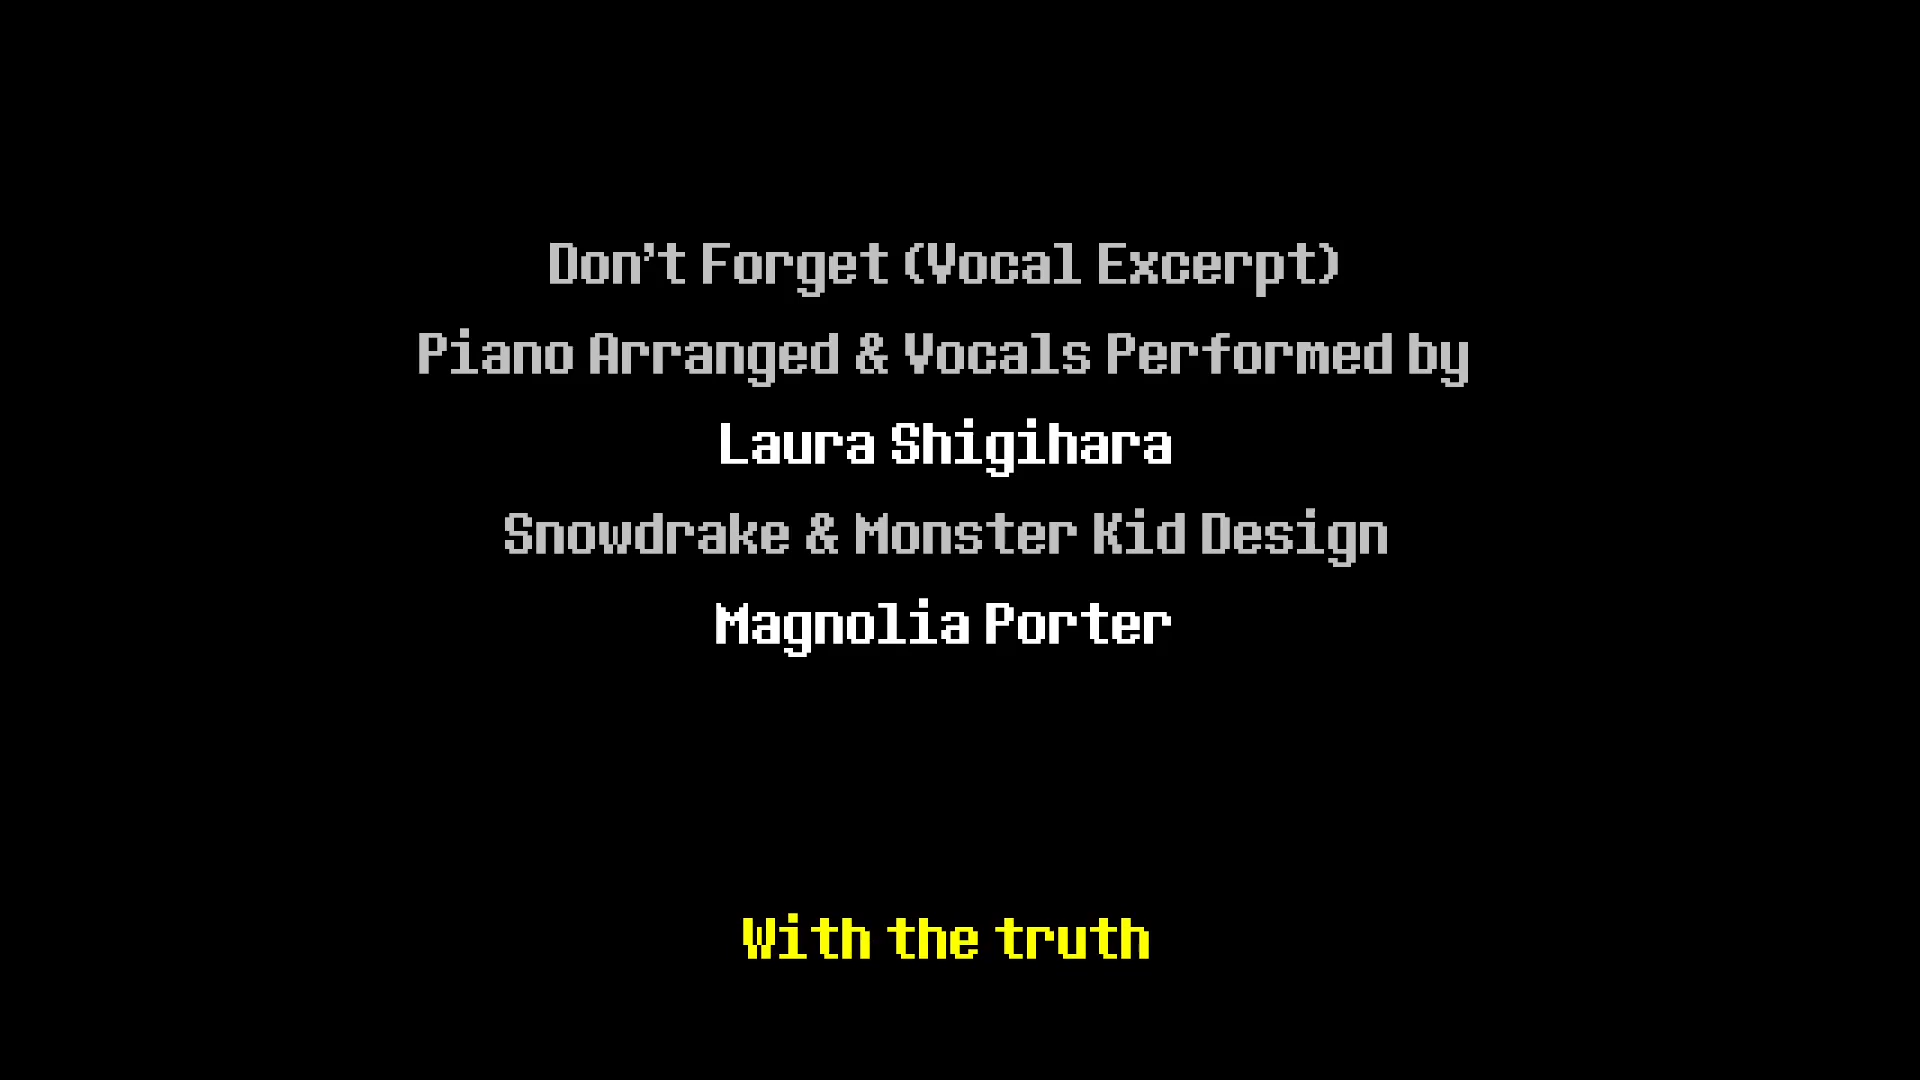 Don't Forget (Vocal Excerpt)
Piano Arranged & Vocals Performed by
Laura Shigihara
Snowdrake & Monster Kid Design
Magnolia Porter
With the truth